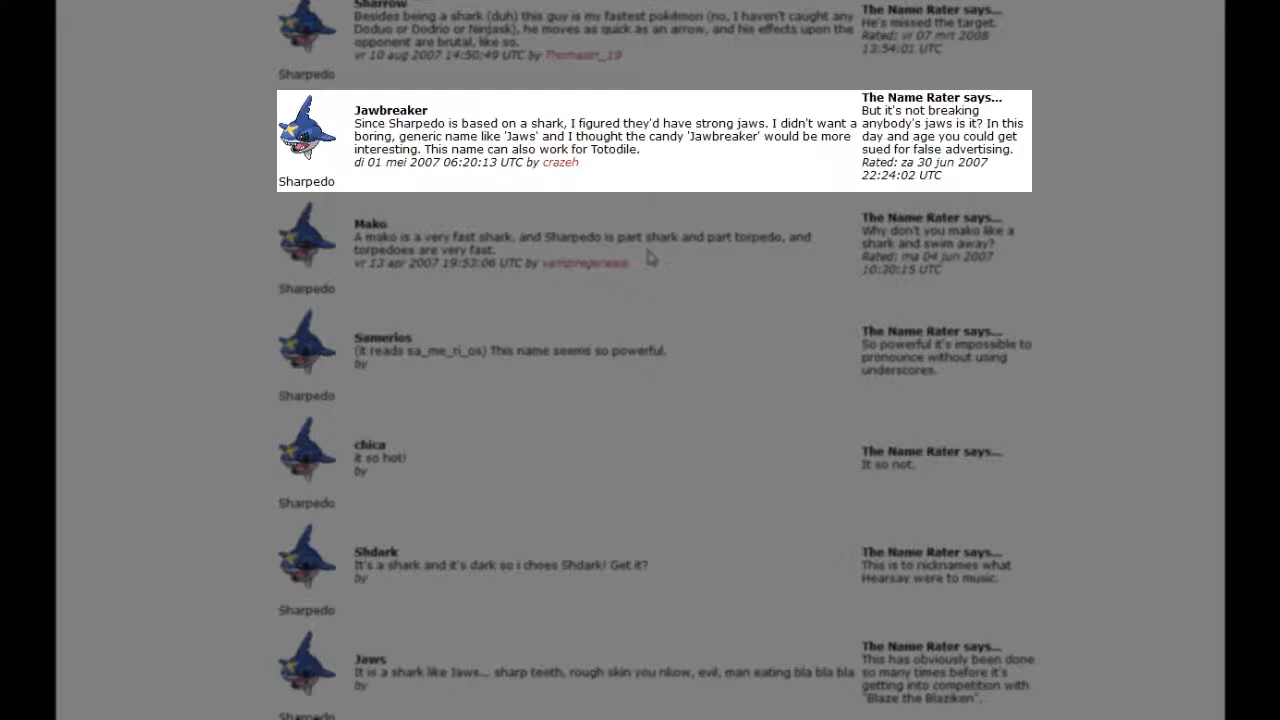 Sharrow
Besides being a shark (duh) this guy is my fastest pokémon (no, I haven't caught any
Doduo or Dodrio or Ninjask), he moves as quick as an arrow, and his effects upon the
opponent are brutal, like so.
vr 10 aug 2007 14:50:49 UTC by
Sharpedo
The Name Rater says...
He's missed the target.
Rated: vr 07 mrt 2008
13:54:01 UTC
Jawbreaker
Since Sharpedo is based on a shark, I figured they'd have strong jaws. I didn't want a
boring, generic name like 'Jaws' and I thought the candy 'Jawbreaker' would be more
interesting. This name can also work for Totodile.
di 01 mei 2007 06:20:13 UTC by crazeh
Sharpedo
The Name Rater says...
But it's not breaking
anybody's jaws is it? In this
day and age you could get
sued for false advertising.
Rated: za 30 jun 2007
22:24:02 UTC
Mako
A mako is a very fast shark, and Sharpedo is part shark and part torpedo, and
torpedoes are very fast.
vr 13 apr 2007 19:53:06 UTC by
Sharpedo
The Name Rater says...
Why don't you mako like a
shark and swim away?
Rated: ma 04 jun 2007
10:30:15 UTC
Samerios
(it reads sa_me_ri_os) This name seems so powerful.
by
Sharpedo
The Name Rater says...
So powerful it's impossible to
pronounce without using
underscores.
chica
it so hot!
by
Sharpedo
The Name Rater says...
It so not.
Shdark
It's a shark and it's dark so i choes Shdark! Get it?
by
Sharpedo
The Name Rater says...
This is to nicknames what
Hearsay were to music.
Jaws
It is a shark like Jaws... sharp teeth, rough skin you nkow, evil, man eating bla bla bla
by
Sharpedo
The Name Rater says...
This has obviously been done
so many times before it's
getting into competition with
"Blaze the Blaziken".